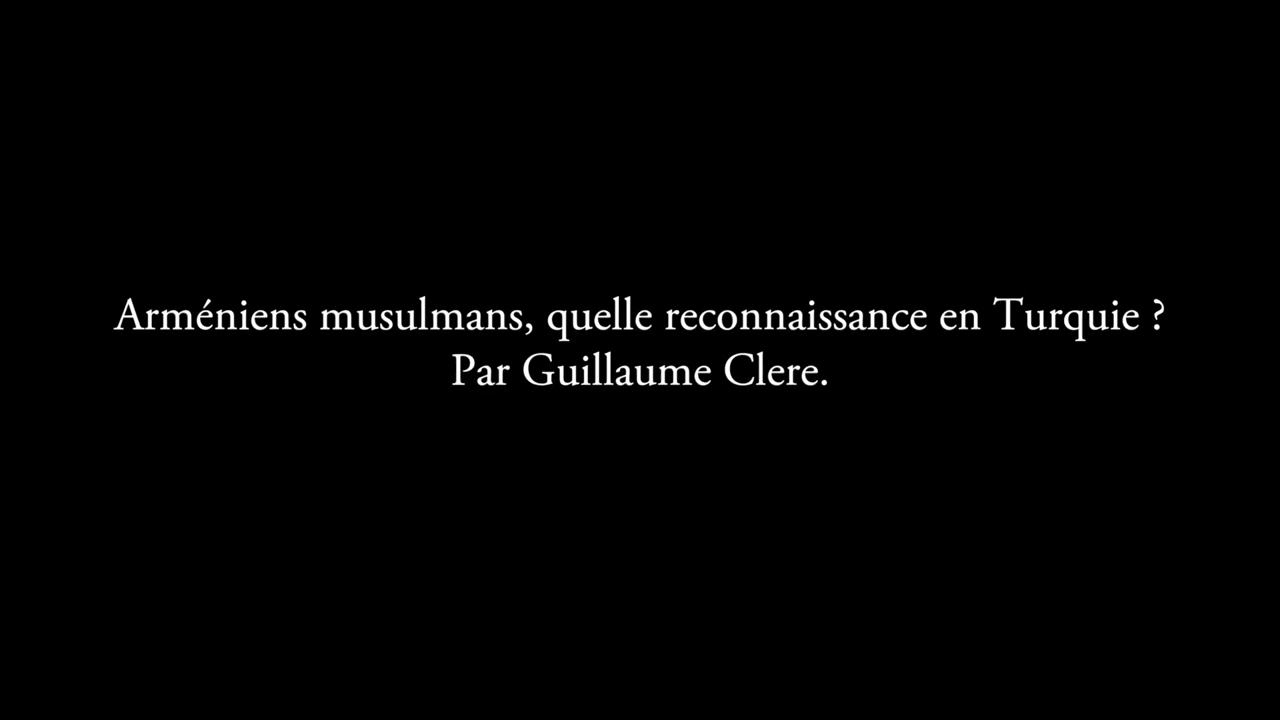 Arméniens musulmans, quelle reconnaissance en Turquie ?
Par Guillaume Clere.